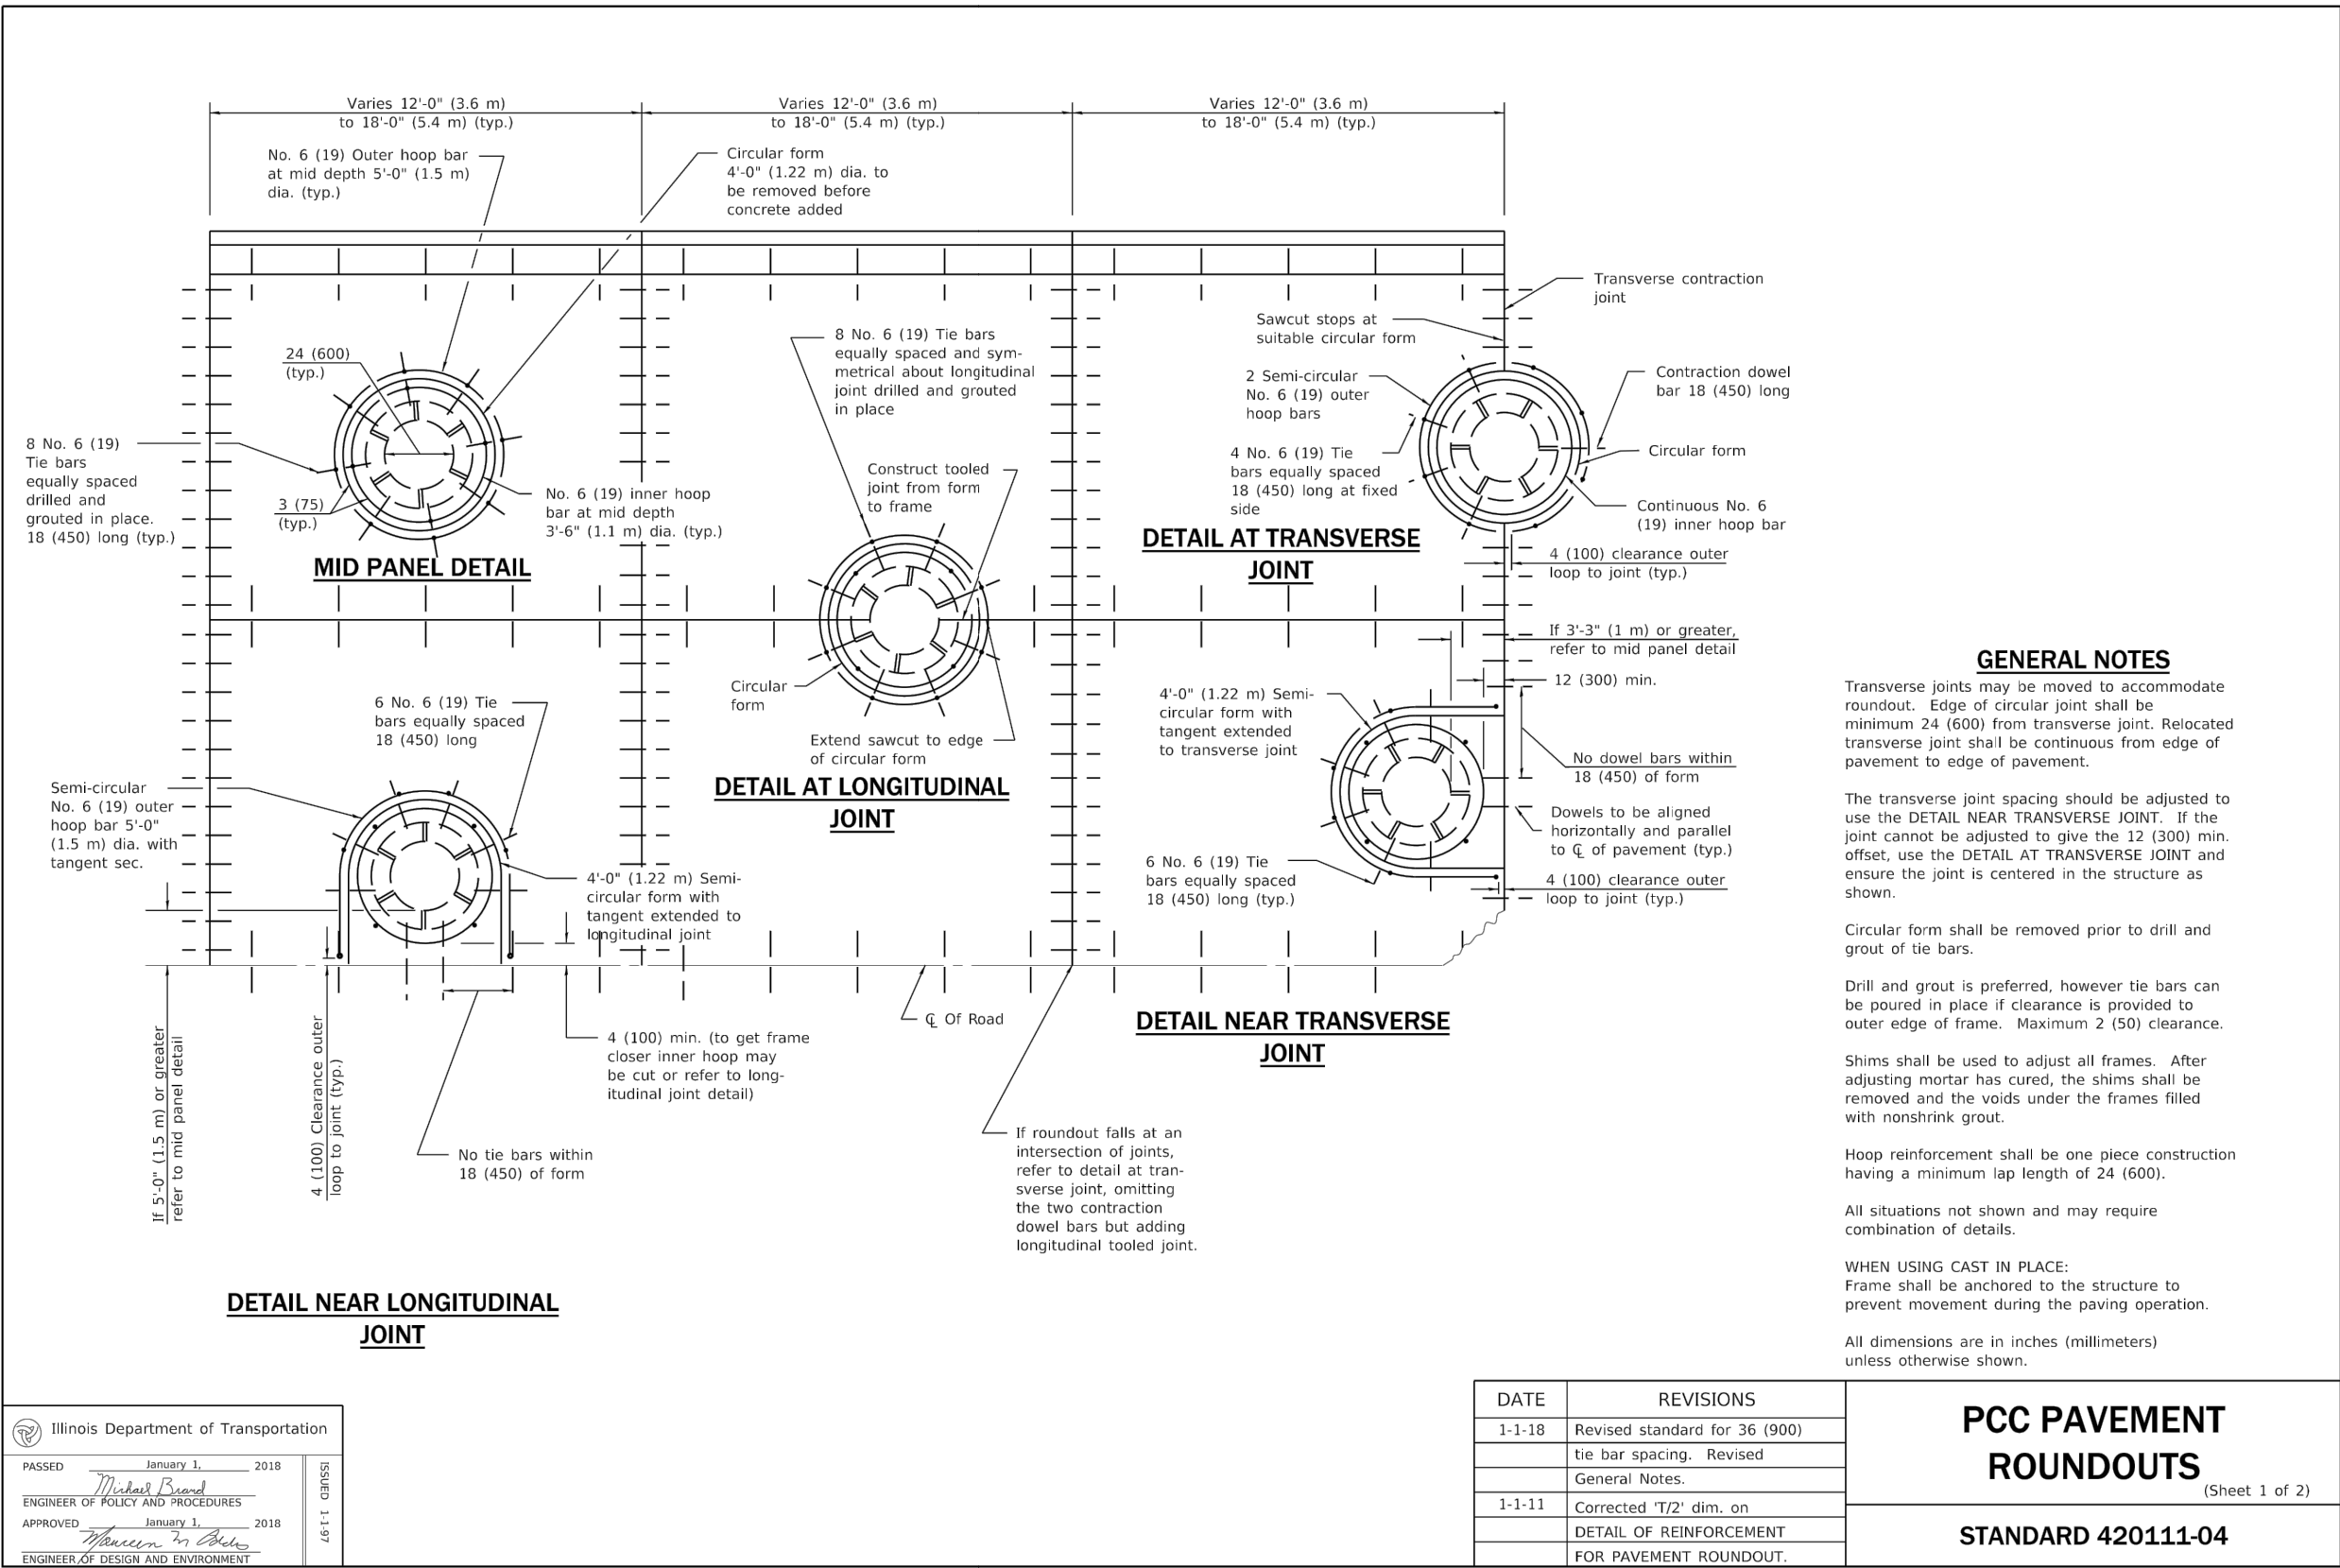 Varies 12'-0" (3.6 m)
to 18'-0" (5.4 m) (typ.)
Varies 12'-0" (3.6 m)
to 18'-0" (5.4 m) (typ.)
Varies 12'-0" (3.6 m)
to 18'-0" (5.4 m) (typ.)
No. 6 (19) Outer hoop bar
at mid depth 5'-0" (1.5 m)
dia. (typ.)
Circular form
4'-0" (1.22 m) dia. to
be removed before
concrete added
24 (600)
(typ.)
8 No. 6 (19)
Tie bars
equally spaced
drilled and
grouted in place.
18 (450) long (typ.)
3 (75)
(typ.)
No. 6 (19) inner hoop
bar at mid depth
3'-6" (1.1 m) dia. (typ.)
MID PANEL DETAIL
8 No. 6 (19) Tie bars
equally spaced and sym-
metrical about longitudinal
joint drilled and grouted
in place
Construct tooled
joint from form
to frame
Circular
form
Extend sawcut to edge
of circular form
DETAIL AT LONGITUDINAL
JOINT
Transverse contraction
joint
Sawcut stops at
suitable circular form
2 Semi-circular
No. 6 (19) outer
hoop bars
4 No. 6 (19) Tie
bars equally spaced
18 (450) long at fixed
side
Contraction dowel
bar 18 (450) long
Circular form
Continuous No. 6
(19) inner hoop bar
DETAIL AT TRANSVERSE
JOINT
4 (100) clearance outer
loop to joint (typ.)
If 3'-3" (1 m) or greater,
refer to mid panel detail
12 (300) min.
4'-0" (1.22 m) Semi-
circular form with
tangent extended
to transverse joint
No dowel bars within
18 (450) of form
Dowels to be aligned
horizontally and parallel
to ℄ of pavement (typ.)
6 No. 6 (19) Tie
bars equally spaced
18 (450) long (typ.)
4 (100) clearance outer
loop to joint (typ.)
DETAIL NEAR TRANSVERSE
JOINT
6 No. 6 (19) Tie
bars equally spaced
18 (450) long
Semi-circular
No. 6 (19) outer
hoop bar 5'-0"
(1.5 m) dia. with
tangent sec.
4'-0" (1.22 m) Semi-
circular form with
tangent extended to
longitudinal joint
If 5'-0" (1.5 m) or greater
refer to mid panel detail
4 (100) Clearance outer
loop to joint (typ.)
No tie bars within
18 (450) of form
4 (100) min. (to get frame
closer inner hoop may
be cut or refer to long-
itudinal joint detail)
℄ Of Road
If roundout falls at an
intersection of joints,
refer to detail at tran-
sverse joint, omitting
the two contraction
dowel bars but adding
longitudinal tooled joint.
DETAIL NEAR LONGITUDINAL
JOINT
GENERAL NOTES
Transverse joints may be moved to accommodate
roundout. Edge of circular joint shall be
minimum 24 (600) from transverse joint. Relocated
transverse joint shall be continuous from edge of
pavement to edge of pavement.
The transverse joint spacing should be adjusted to
use the DETAIL NEAR TRANSVERSE JOINT. If the
joint cannot be adjusted to give the 12 (300) min.
offset, use the DETAIL AT TRANSVERSE JOINT and
ensure the joint is centered in the structure as
shown.
Circular form shall be removed prior to drill and
grout of tie bars.
Drill and grout is preferred, however tie bars can
be poured in place if clearance is provided to
outer edge of frame. Maximum 2 (50) clearance.
Shims shall be used to adjust all frames. After
adjusting mortar has cured, the shims shall be
removed and the voids under the frames filled
with nonshrink grout.
Hoop reinforcement shall be one piece construction
having a minimum lap length of 24 (600).
All situations not shown and may require
combination of details.
WHEN USING CAST IN PLACE:
Frame shall be anchored to the structure to
prevent movement during the paving operation.
All dimensions are in inches (millimeters)
unless otherwise shown.
Illinois Department of Transportation
PASSED January 1, 2018
Michael Brand
ENGINEER OF POLICY AND PROCEDURES
APPROVED January 1, 2018
Maureen M
ENGINEER OF DESIGN AND ENVIRONMENT
ISSUED 1-1-97
DATE REVISIONS
1-1-18 Revised standard for 36 (900)
tie bar spacing. Revised
General Notes.
1-1-11 Corrected 'T/2' dim. on
DETAIL OF REINFORCEMENT
FOR PAVEMENT ROUNDOUT.
PCC PAVEMENT
ROUNDOUTS
(Sheet 1 of 2)
STANDARD 420111-04